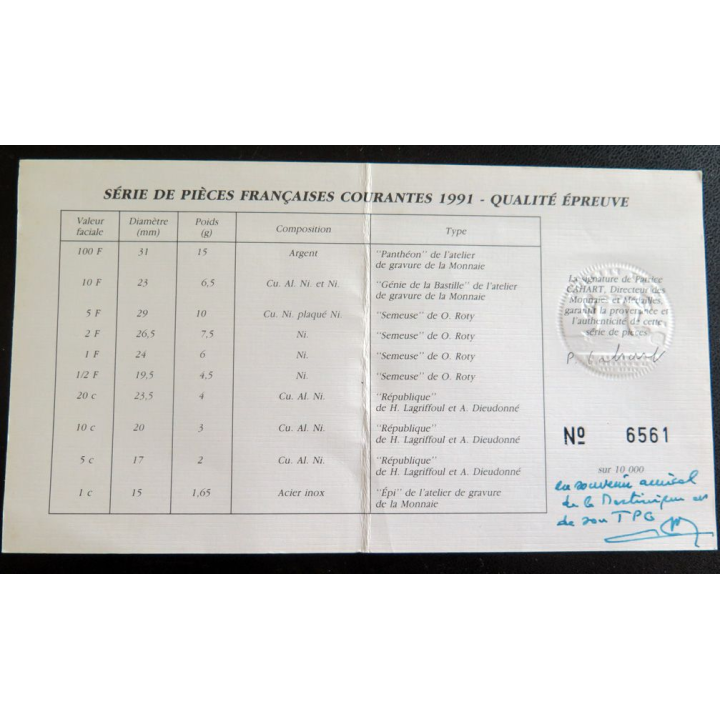 SÉRIE DE PIÈCES FRANÇAISES COURANTES 1991 - QUALITÉ ÉPREUVE
Valeur faciale Diamètre (mm) Poids (g) Composition Type
100 F 31 15 Argent "Panthéon" de l'atelier
de gravure de la Monnaie
10 F 23 6,5 Cu. Al. Ni. et Ni. "Génie de la Bastille" de l'atelier
de gravure de la Monnaie
5 F 29 10 Cu. Ni. plaqué Ni. "Semeuse" de O. Roty
2 F 26,5 7,5 Ni. "Semeuse" de O. Roty
1 F 24 6 Ni. "Semeuse" de O. Roty
1/2 F 19,5 4,5 Ni. "Semeuse" de O. Roty
20 c 23,5 4 Cu. Al. Ni. "République"
de H. Lagriffoul et A. Dieudonné
10 c 20 3 Cu. Al. Ni. "République"
de H. Lagriffoul et A. Dieudonné
5 c 17 2 Cu. Al. Ni. "République"
de H. Lagriffoul et A. Dieudonné
1 c 15 1,65 Acier inox "Épi" de l'atelier de gravure
de la Monnaie
La signature de Patrice
CAHART, Directeur des
Monnaies et Médailles,
garantit la provenance et
l'authenticité de cette
série de pièces
Nº 6561
sur 10 000
souvenir amical
de la Martinique
de son TPG